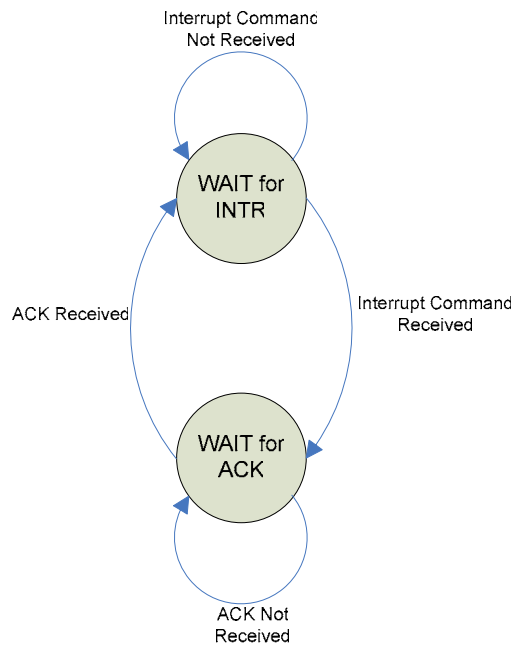 Interrupt Command
Not Received
WAIT for
INTR
ACK Received
Interrupt Command
Received
WAIT for
ACK
ACK Not
Received